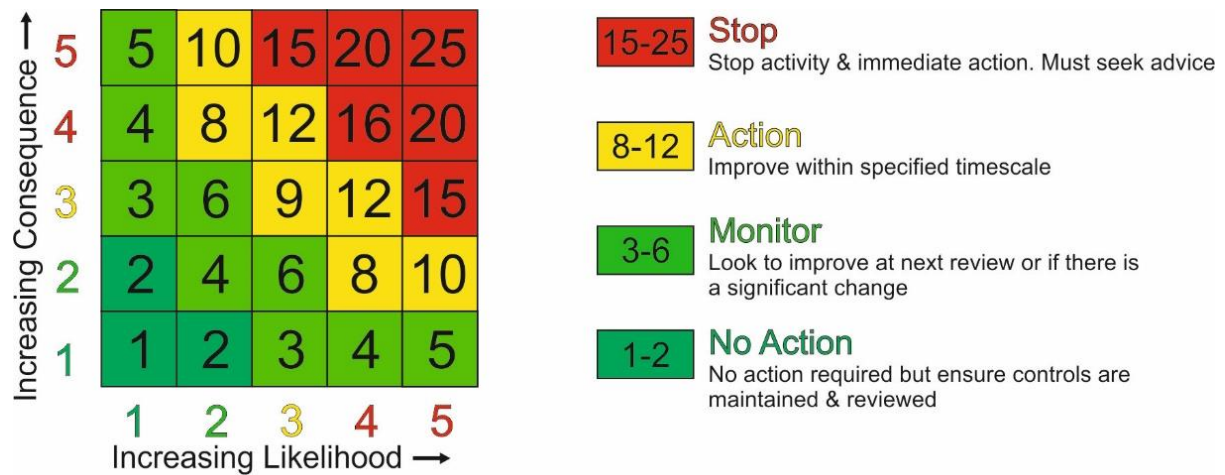 Increasing Consequence
5 5 10 15 20 25
4 4 8 12 16 20
3 3 6 9 12 15
2 2 4 6 8 10
1 1 2 3 4 5
1 2 3 4 5
Increasing Likelihood
15-25 Stop
Stop activity & immediate action. Must seek advice
8-12 Action
Improve within specified timescale
3-6 Monitor
Look to improve at next review or if there is
a significant change
1-2 No Action
No action required but ensure controls are
maintained & reviewed